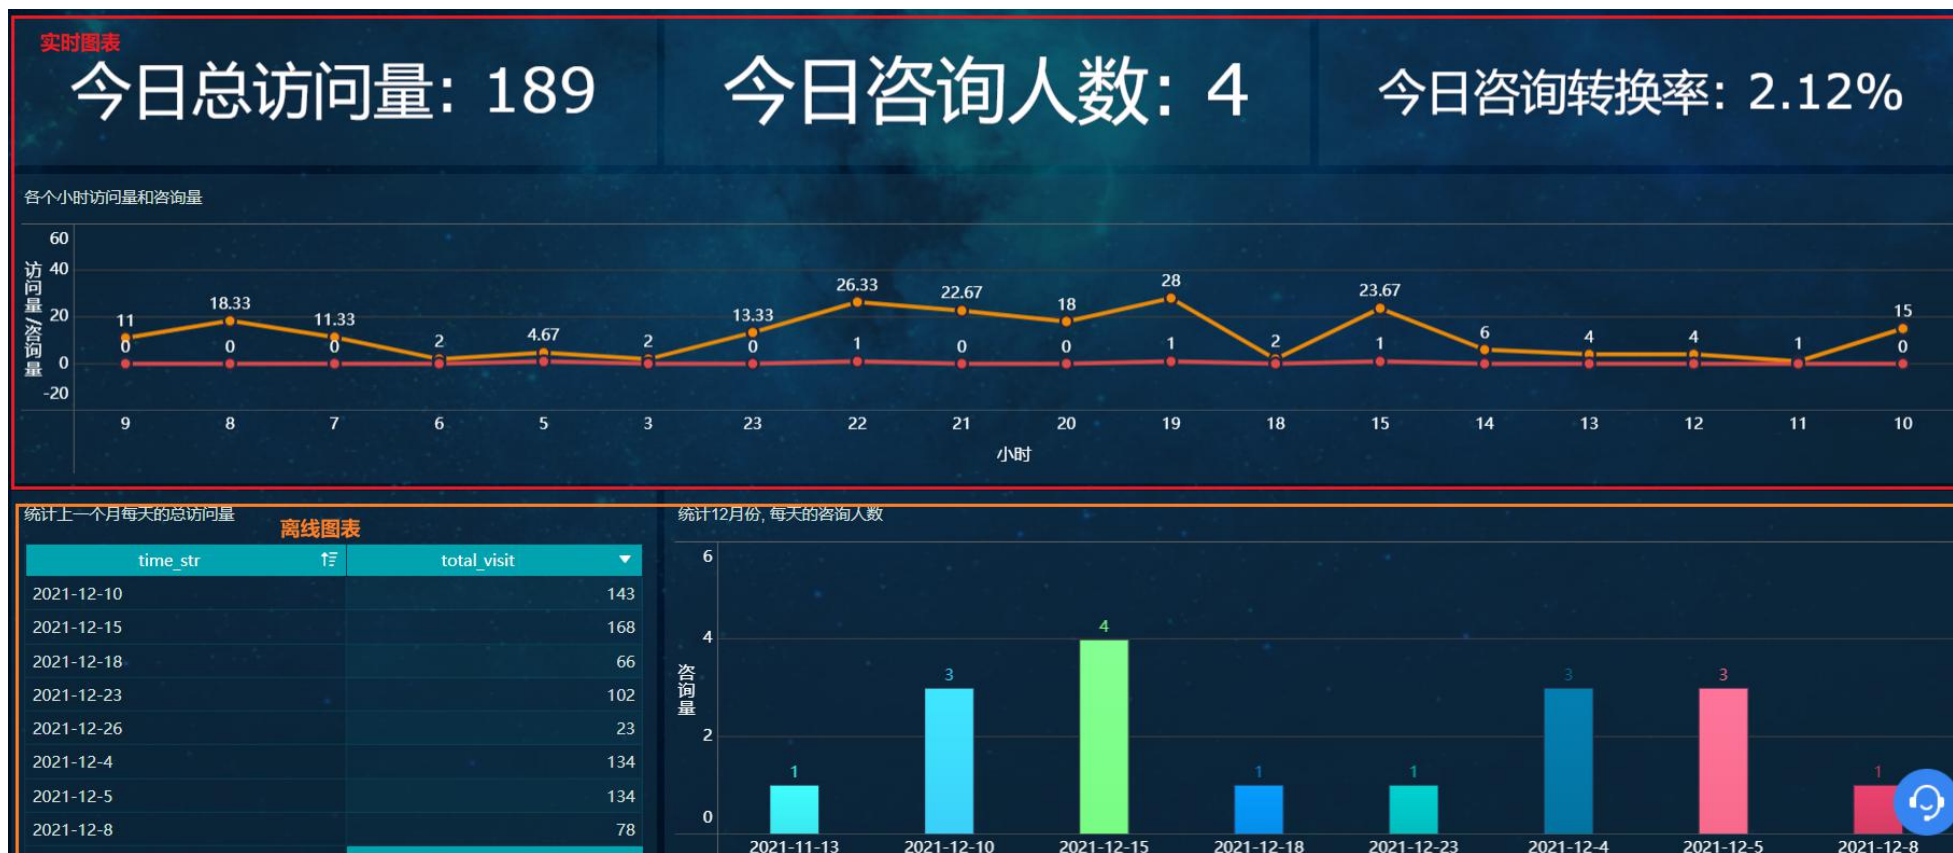 实时图表
今日总访问量: 189
今日咨询人数: 4
今日咨询转换率: 2.12%
各个小时访问量和咨询量
访问量/咨询量
60
40
20
0
-20
11 18.33 11.33 2 4.67 2 13.33 26.33 22.67 18 28 2 23.67 6 4 4 1 15
0 0 0 0 1 0 0 1 1 0
9 8 7 6 5 3 23 22 21 20 19 18 15 14 13 12 11 10
小时
离线图表
统计上一个月每天的总访问量
time_str total_visit
2021-12-10 143
2021-12-15 168
2021-12-18 66
2021-12-23 102
2021-12-26 23
2021-12-4 134
2021-12-5 134
2021-12-8 78
统计12月份, 每天的咨询人数
咨询量
6
4
2
0
1 3 4 1 1 3 3 1
2021-11-13 2021-12-10 2021-12-15 2021-12-18 2021-12-23 2021-12-4 2021-12-5 2021-12-8